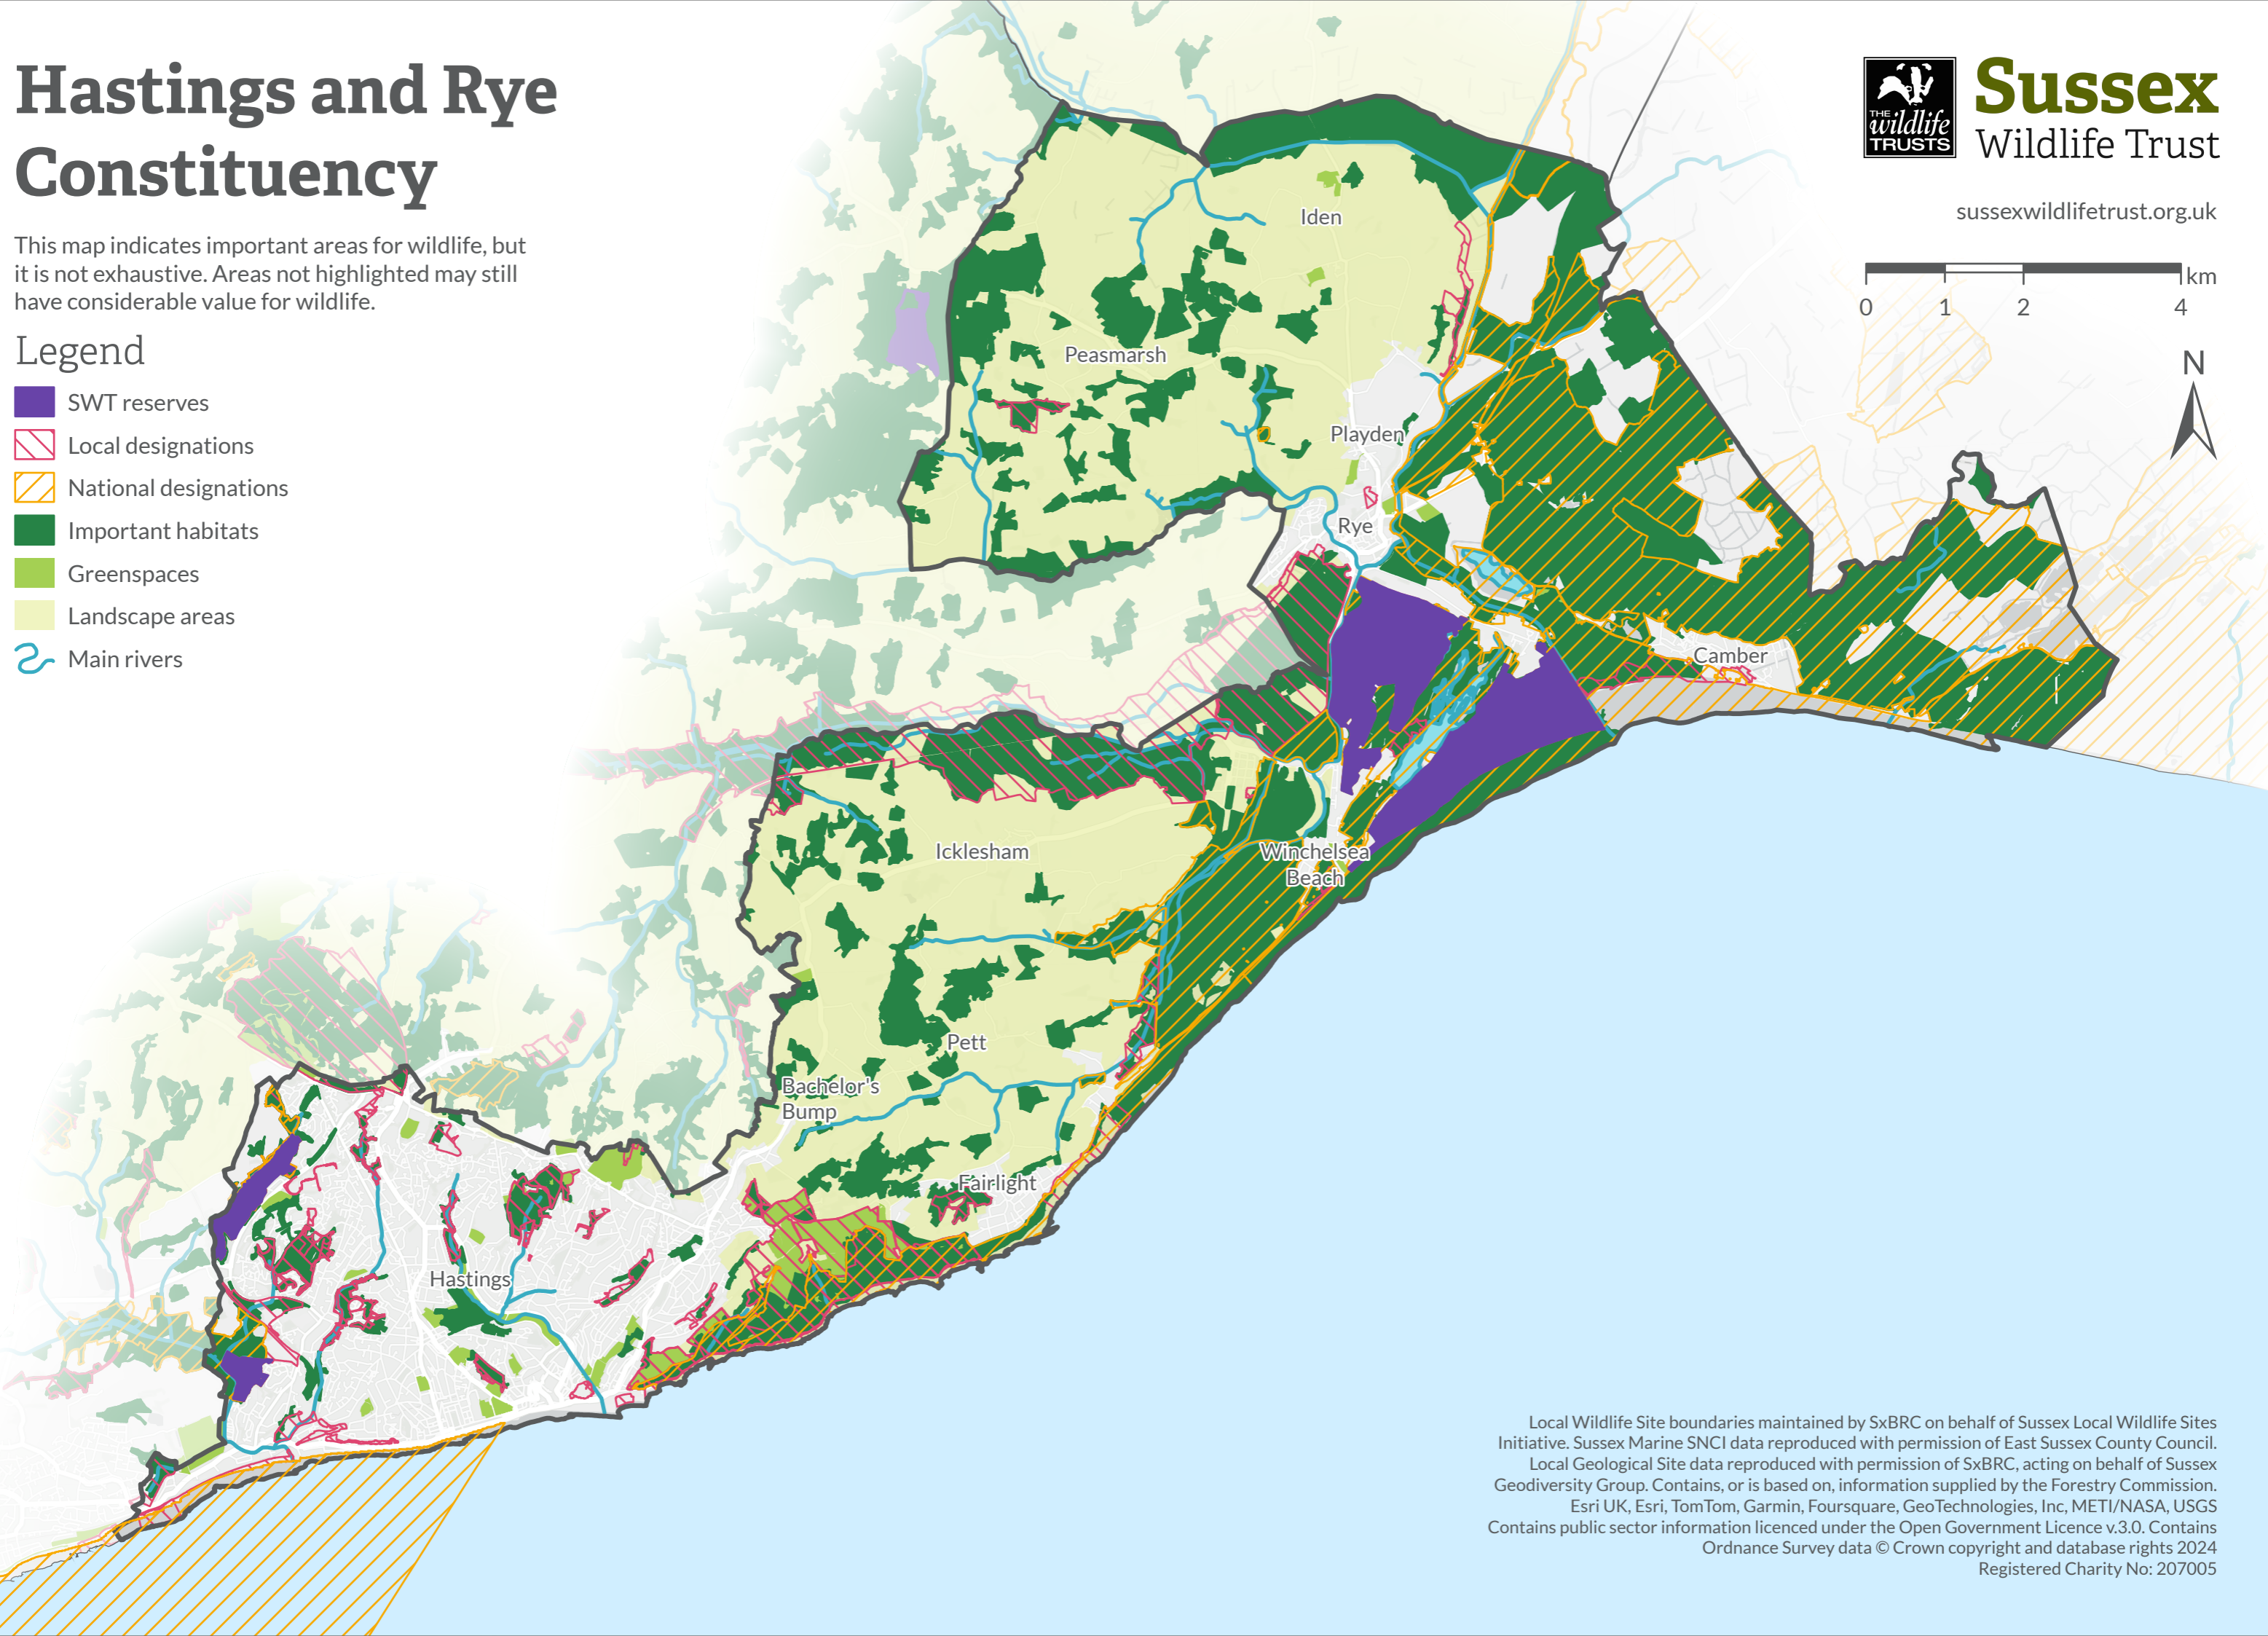 Hastings and Rye
Constituency
This map indicates important areas for wildlife, but
it is not exhaustive. Areas not highlighted may still
have considerable value for wildlife.
Legend
SWT reserves
Local designations
National designations
Important habitats
Greenspaces
Landscape areas
Main rivers
THE
wildlife
TRUSTS
Sussex
Wildlife Trust
sussexwildlifetrust.org.uk
km
0 1 2 4
N
Iden
Peasmarsh
Playden
Rye
Camber
Icklesham
Winchelsea
Beach
Pett
Bachelor's
Bump
Fairlight
Hastings
Local Wildlife Site boundaries maintained by SxBRC on behalf of Sussex Local Wildlife Sites
Initiative. Sussex Marine SNCI data reproduced with permission of East Sussex County Council.
Local Geological Site data reproduced with permission of SxBRC, acting on behalf of Sussex
Geodiversity Group. Contains, or is based on, information supplied by the Forestry Commission.
Esri UK, Esri, TomTom, Garmin, Foursquare, GeoTechnologies, Inc, METI/NASA, USGS
Contains public sector information licenced under the Open Government Licence v.3.0. Contains
Ordnance Survey data © Crown copyright and database rights 2024
Registered Charity No: 207005